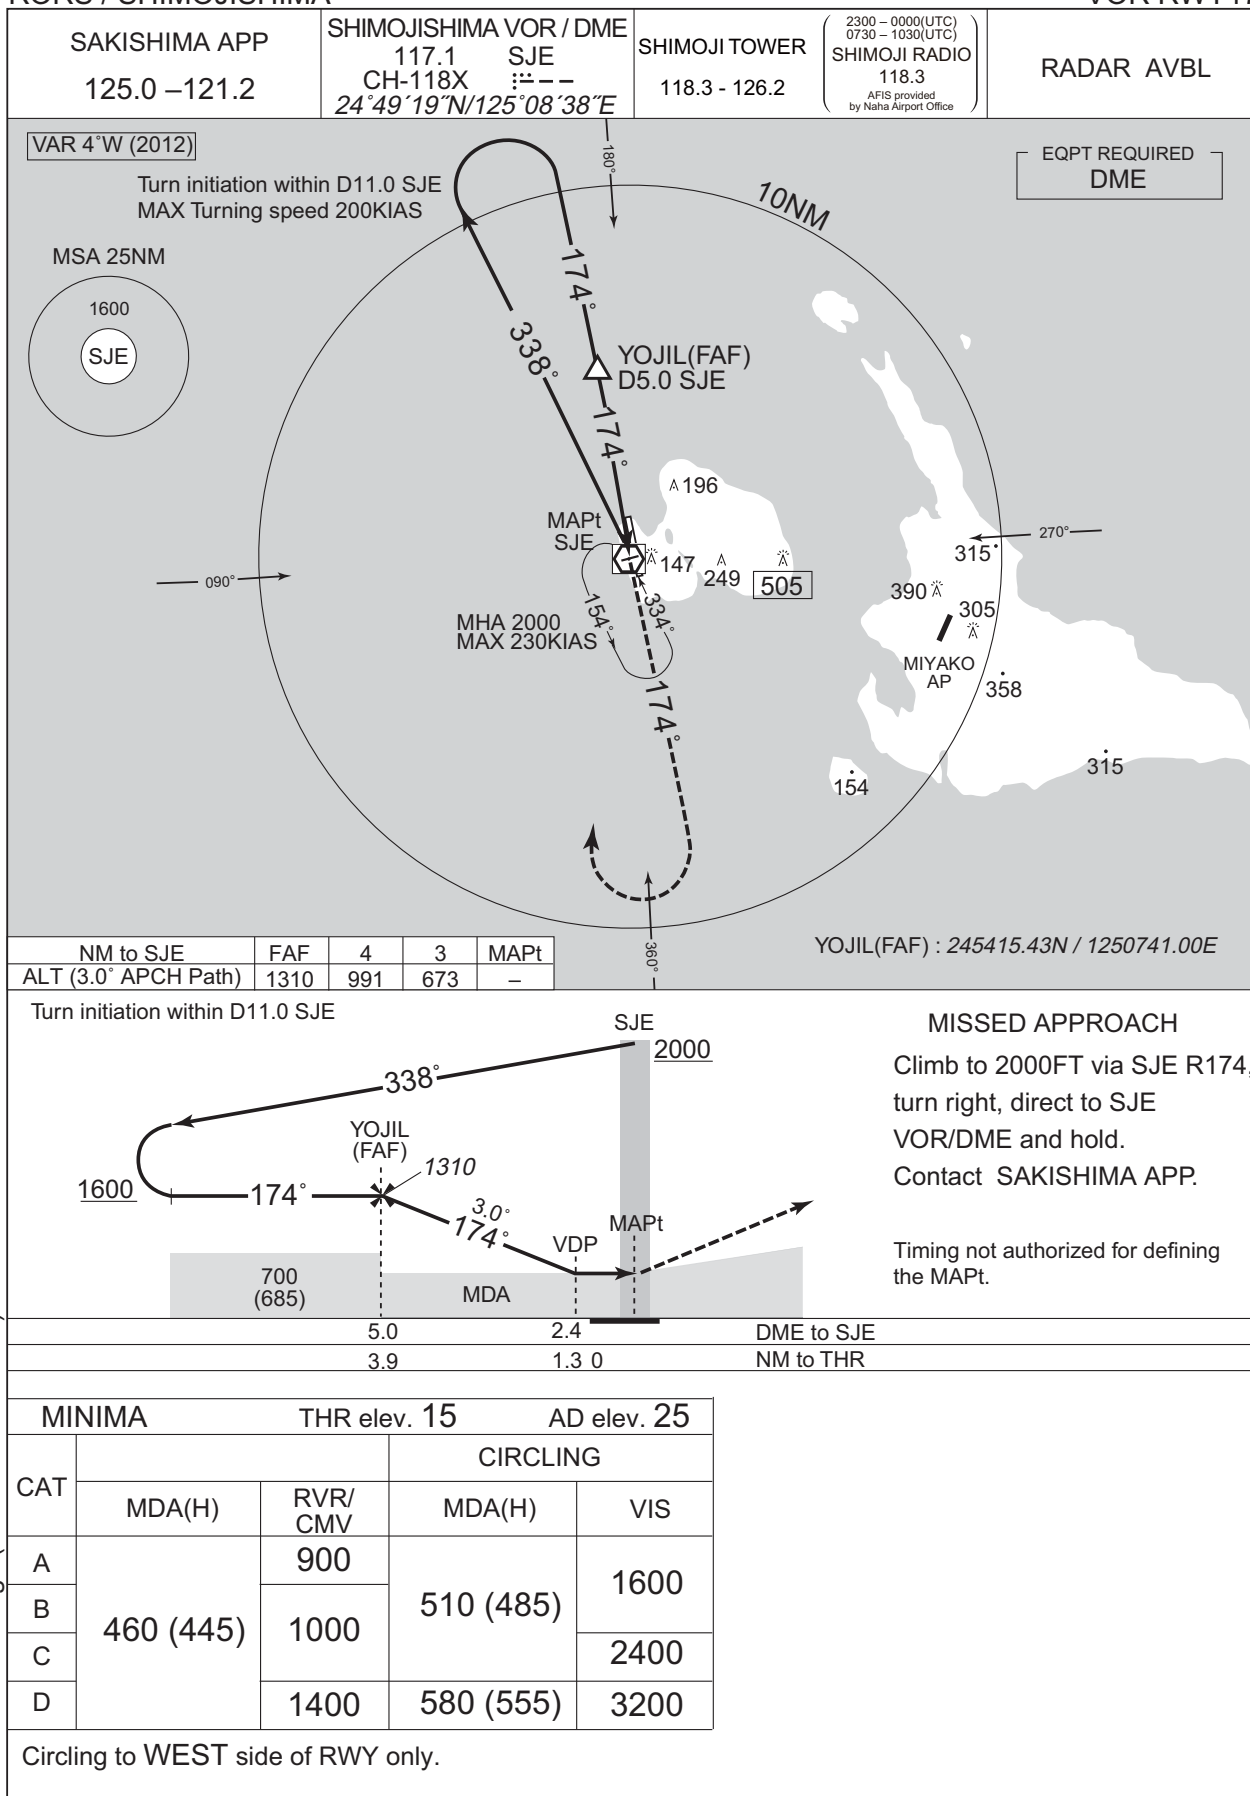 SAKISHIMA APP
125.0 –121.2
SHIMOJISHIMA VOR / DME
117.1 SJE
CH-118X
24°49´19˝N/125°08´38˝E
SHIMOJI TOWER
118.3 - 126.2
2300 – 0000(UTC)
0730 – 1030(UTC)
SHIMOJI RADIO
118.3
AFIS provided
by Naha Airport Office
RADAR AVBL
VAR 4˚W (2012)
Turn initiation within D11.0 SJE
MAX Turning speed 200KIAS
180°
EQPT REQUIRED
DME
10NM
MSA 25NM
1600
SJE
174°
338°
YOJIL(FAF)
D5.0 SJE
174°
196
MAPt
SJE
147
249
505
315
270°
090°
390
305
154°
334°
MHA 2000
MAX 230KIAS
MIYAKO
AP
358
174°
315
154
360°
YOJIL(FAF) : 245415.43N / 1250741.00E
NM to SJE FAF 4 3 MAPt
ALT (3.0˚ APCH Path) 1310 991 673 –
Turn initiation within D11.0 SJE
SJE
2000
338°
YOJIL
(FAF)
1310
1600
174°
3.0°
174°
VDP
MAPt
700
(685)
MDA
5.0 2.4 DME to SJE
3.9 1.3 0 NM to THR
MISSED APPROACH
Climb to 2000FT via SJE R174,
turn right, direct to SJE
VOR/DME and hold.
Contact SAKISHIMA APP.
Timing not authorized for defining
the MAPt.
MINIMA THR elev. 15 AD elev. 25
CAT
CIRCLING
MDA(H) RVR/
CMV
MDA(H) VIS
A 900
B
460 (445) 1000 510 (485) 1600
C 2400
D 1400 580 (555) 3200
Circling to WEST side of RWY only.